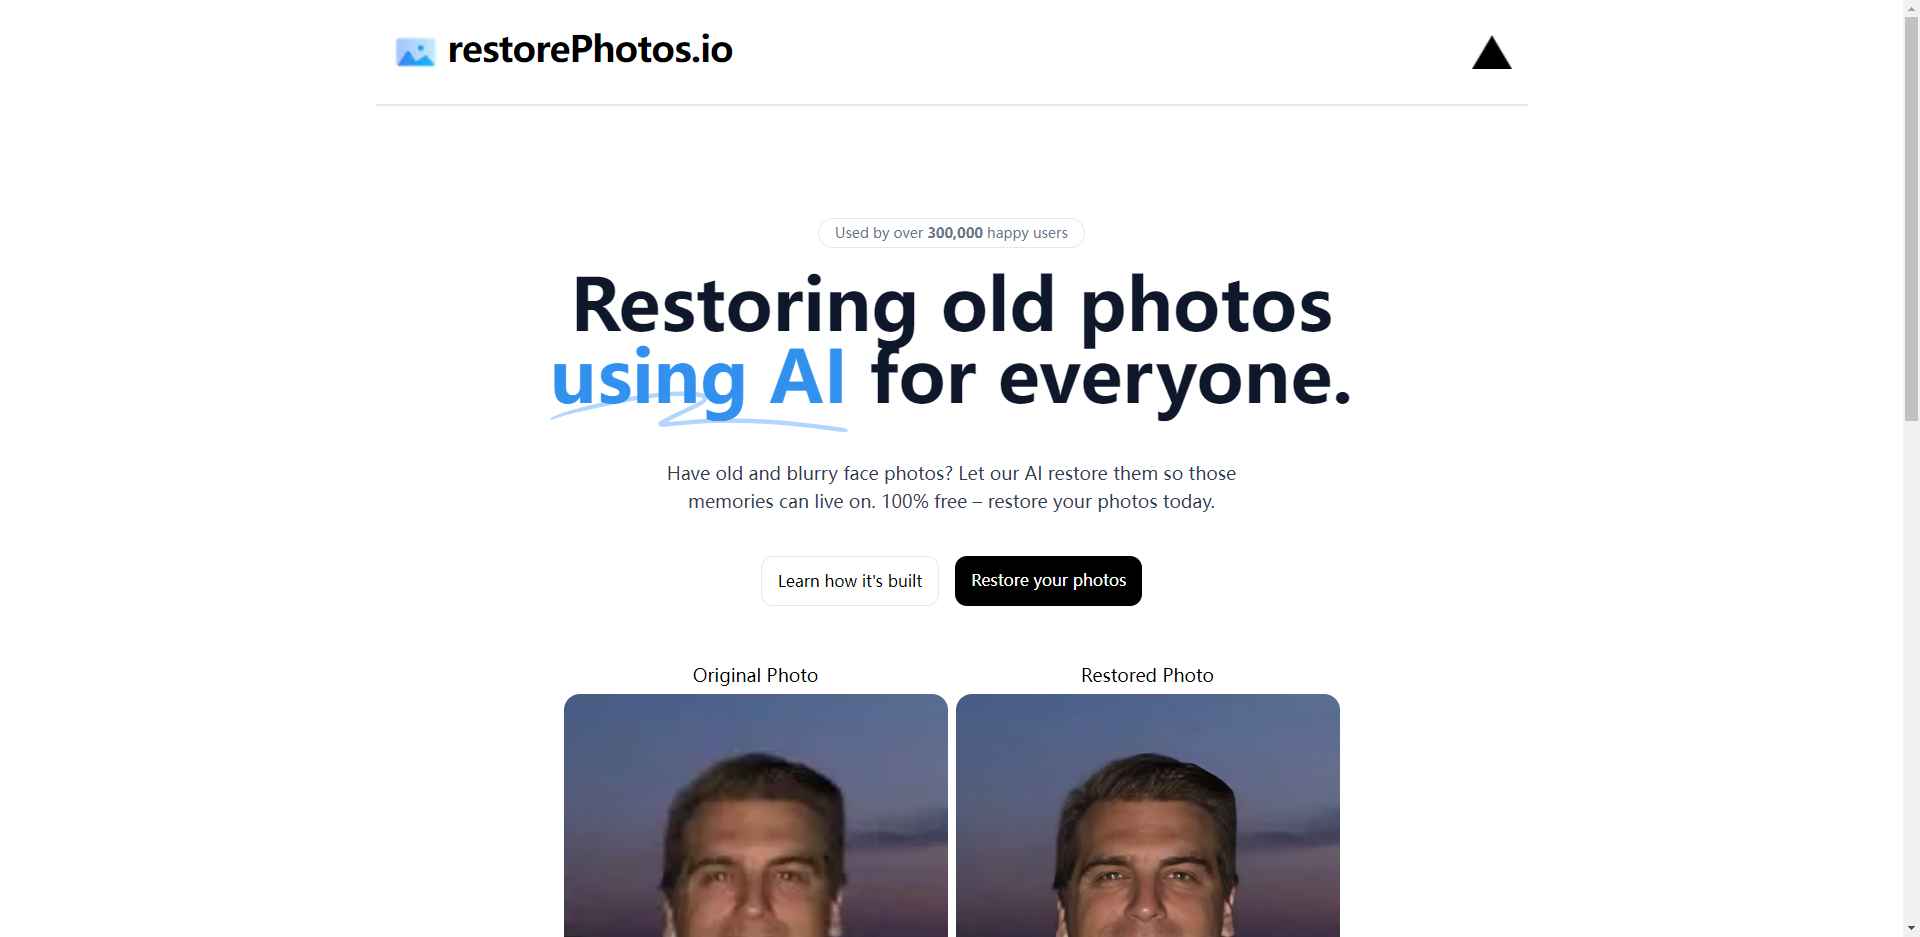 restorePhotos.io
Used by over 300,000 happy users
Restoring old photos
using AI for everyone.
Have old and blurry face photos? Let our AI restore them so those
memories can live on. 100% free – restore your photos today.
Learn how it's built
Restore your photos
Original Photo
Restored Photo